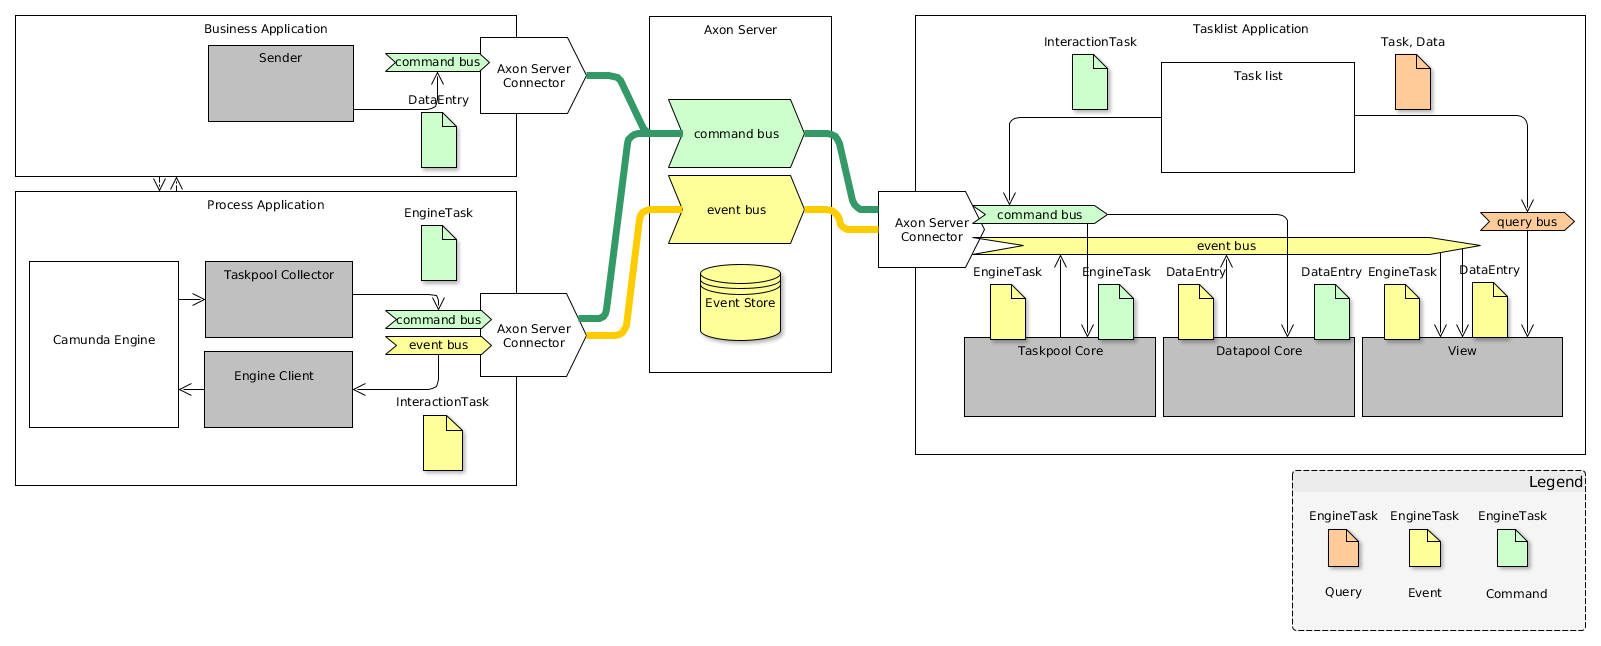 Business Application
Sender
command bus
DataEntry
Axon Server
Connector
Process Application
EngineTask
Camunda Engine
Taskpool Collector
Engine Client
command bus
event bus
InteractionTask
Axon Server
Connector
Axon Server
command bus
event bus
Event Store
Tasklist Application
InteractionTask
Task, Data
Task list
Axon Server
Connector
command bus
query bus
event bus
EngineTask
EngineTask
DataEntry
DataEntry
EngineTask
DataEntry
Taskpool Core
Datapool Core
View
Legend
EngineTask
EngineTask
EngineTask
Query
Event
Command